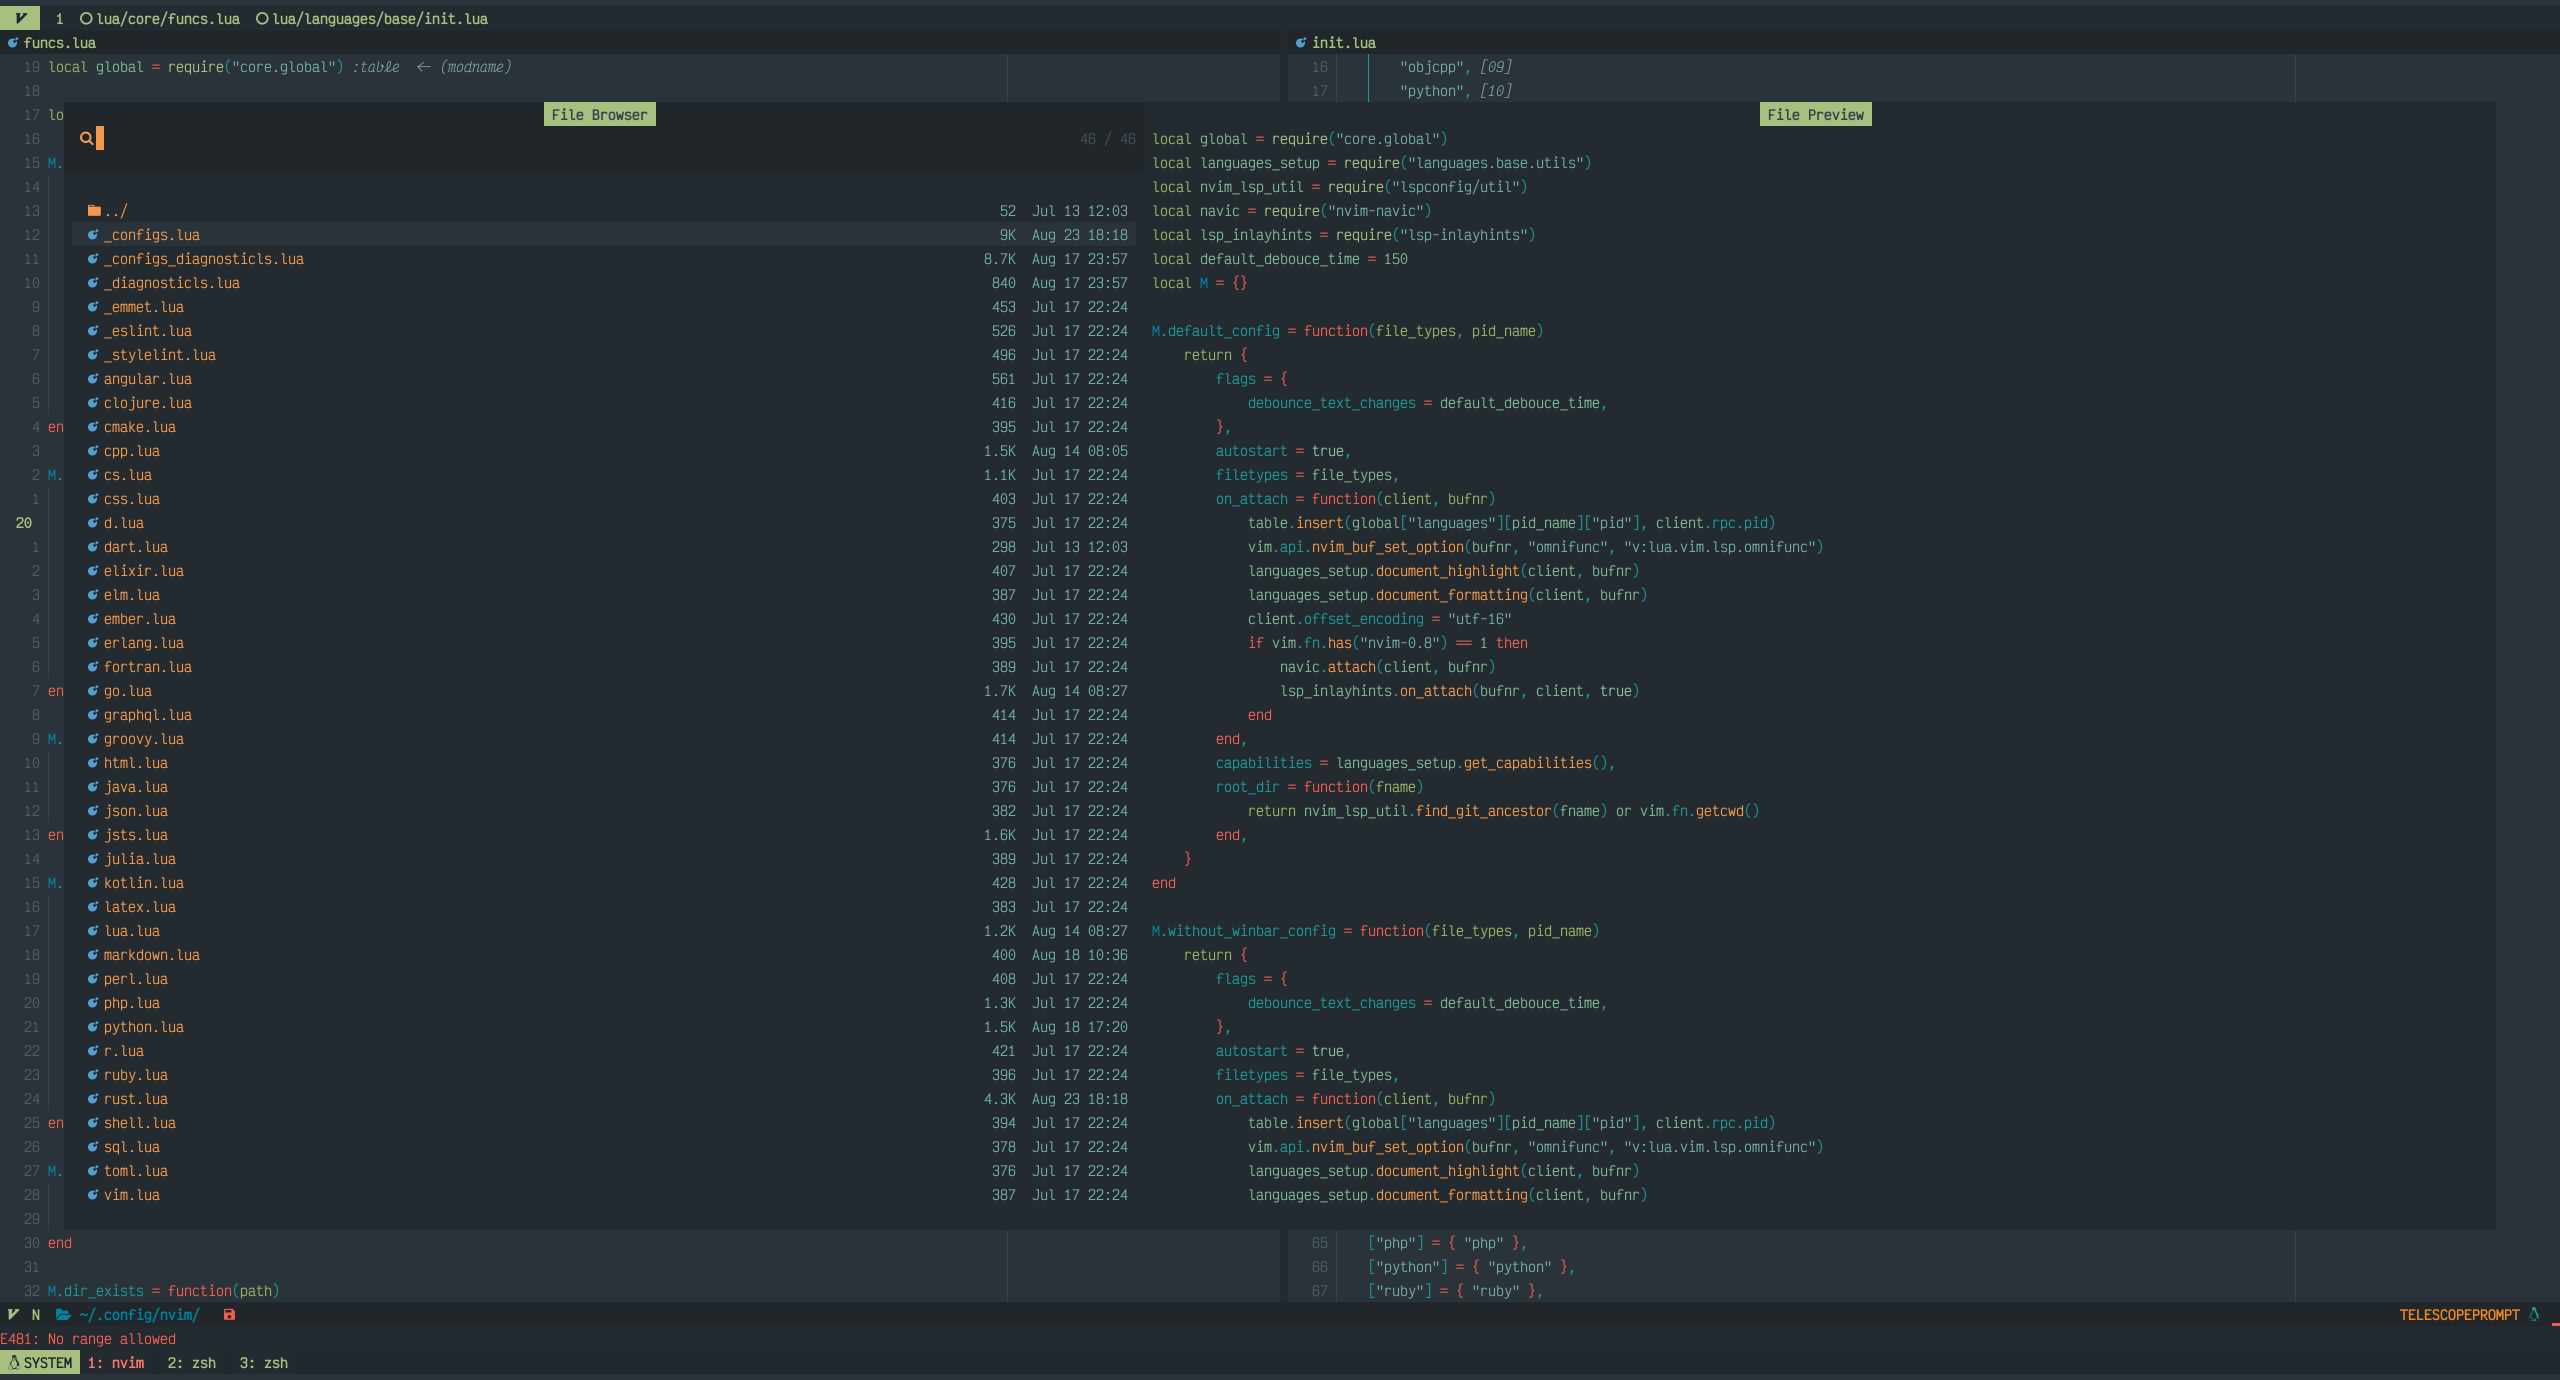 1 lua/core/funcs.lua lua/languages/base/init.lua
funcs.lua
19 local global = require("core.global") :table ← (modname)
18
17 lo
16
15 M.
14
13
12
11
10
9
8
7
6
5
4 en
3
2 M.
1
20
1
2
3
4
5
6
7 en
8
9 M.
10
11
12
13 en
14
15 M.
16
17
18
19
20
21
22
23
24
25 en
26
27 M.
28
29
30 end
31
32 M.dir_exists = function(path)
File Browser
46 / 46
../ 52 Jul 13 12:03
_configs.lua 9K Aug 23 18:18
_configs_diagnosticls.lua 8.7K Aug 17 23:57
_diagnosticls.lua 840 Aug 17 23:57
_emmet.lua 453 Jul 17 22:24
_eslint.lua 526 Jul 17 22:24
_stylelint.lua 496 Jul 17 22:24
angular.lua 561 Jul 17 22:24
clojure.lua 416 Jul 17 22:24
cmake.lua 395 Jul 17 22:24
cpp.lua 1.5K Aug 14 08:05
cs.lua 1.1K Jul 17 22:24
css.lua 403 Jul 17 22:24
d.lua 375 Jul 17 22:24
dart.lua 298 Jul 13 12:03
elixir.lua 407 Jul 17 22:24
elm.lua 387 Jul 17 22:24
ember.lua 430 Jul 17 22:24
erlang.lua 395 Jul 17 22:24
fortran.lua 389 Jul 17 22:24
go.lua 1.7K Aug 14 08:27
graphql.lua 414 Jul 17 22:24
groovy.lua 414 Jul 17 22:24
html.lua 376 Jul 17 22:24
java.lua 376 Jul 17 22:24
json.lua 382 Jul 17 22:24
jsts.lua 1.6K Jul 17 22:24
julia.lua 389 Jul 17 22:24
kotlin.lua 428 Jul 17 22:24
latex.lua 383 Jul 17 22:24
lua.lua 1.2K Aug 14 08:27
markdown.lua 400 Aug 18 10:36
perl.lua 408 Jul 17 22:24
php.lua 1.3K Jul 17 22:24
python.lua 1.5K Aug 18 17:20
r.lua 421 Jul 17 22:24
ruby.lua 396 Jul 17 22:24
rust.lua 4.3K Aug 23 18:18
shell.lua 394 Jul 17 22:24
sql.lua 378 Jul 17 22:24
toml.lua 376 Jul 17 22:24
vim.lua 387 Jul 17 22:24
init.lua
16 "objcpp", [09]
17 "python", [10]
File Preview
local global = require("core.global")
local languages_setup = require("languages.base.utils")
local nvim_lsp_util = require("lspconfig/util")
local navic = require("nvim-navic")
local lsp_inlayhints = require("lsp-inlayhints")
local default_debouce_time = 150
local M = {}
M.default_config = function(file_types, pid_name)
return {
flags = {
debounce_text_changes = default_debouce_time,
},
autostart = true,
filetypes = file_types,
on_attach = function(client, bufnr)
table.insert(global["languages"][pid_name]["pid"], client.rpc.pid)
vim.api.nvim_buf_set_option(bufnr, "omnifunc", "v:lua.vim.lsp.omnifunc")
languages_setup.document_highlight(client, bufnr)
languages_setup.document_formatting(client, bufnr)
client.offset_encoding = "utf-16"
if vim.fn.has("nvim-0.8") == 1 then
navic.attach(client, bufnr)
lsp_inlayhints.on_attach(bufnr, client, true)
end
end,
capabilities = languages_setup.get_capabilities(),
root_dir = function(fname)
return nvim_lsp_util.find_git_ancestor(fname) or vim.fn.getcwd()
end,
}
end
M.without_winbar_config = function(file_types, pid_name)
return {
flags = {
debounce_text_changes = default_debouce_time,
},
autostart = true,
filetypes = file_types,
on_attach = function(client, bufnr)
table.insert(global["languages"][pid_name]["pid"], client.rpc.pid)
vim.api.nvim_buf_set_option(bufnr, "omnifunc", "v:lua.vim.lsp.omnifunc")
languages_setup.document_highlight(client, bufnr)
languages_setup.document_formatting(client, bufnr)
65 ["php"] = { "php" },
66 ["python"] = { "python" },
67 ["ruby"] = { "ruby" },
N ~/.config/nvim/ TELESCOPEPROMPT
E481: No range allowed
SYSTEM 1: nvim 2: zsh 3: zsh